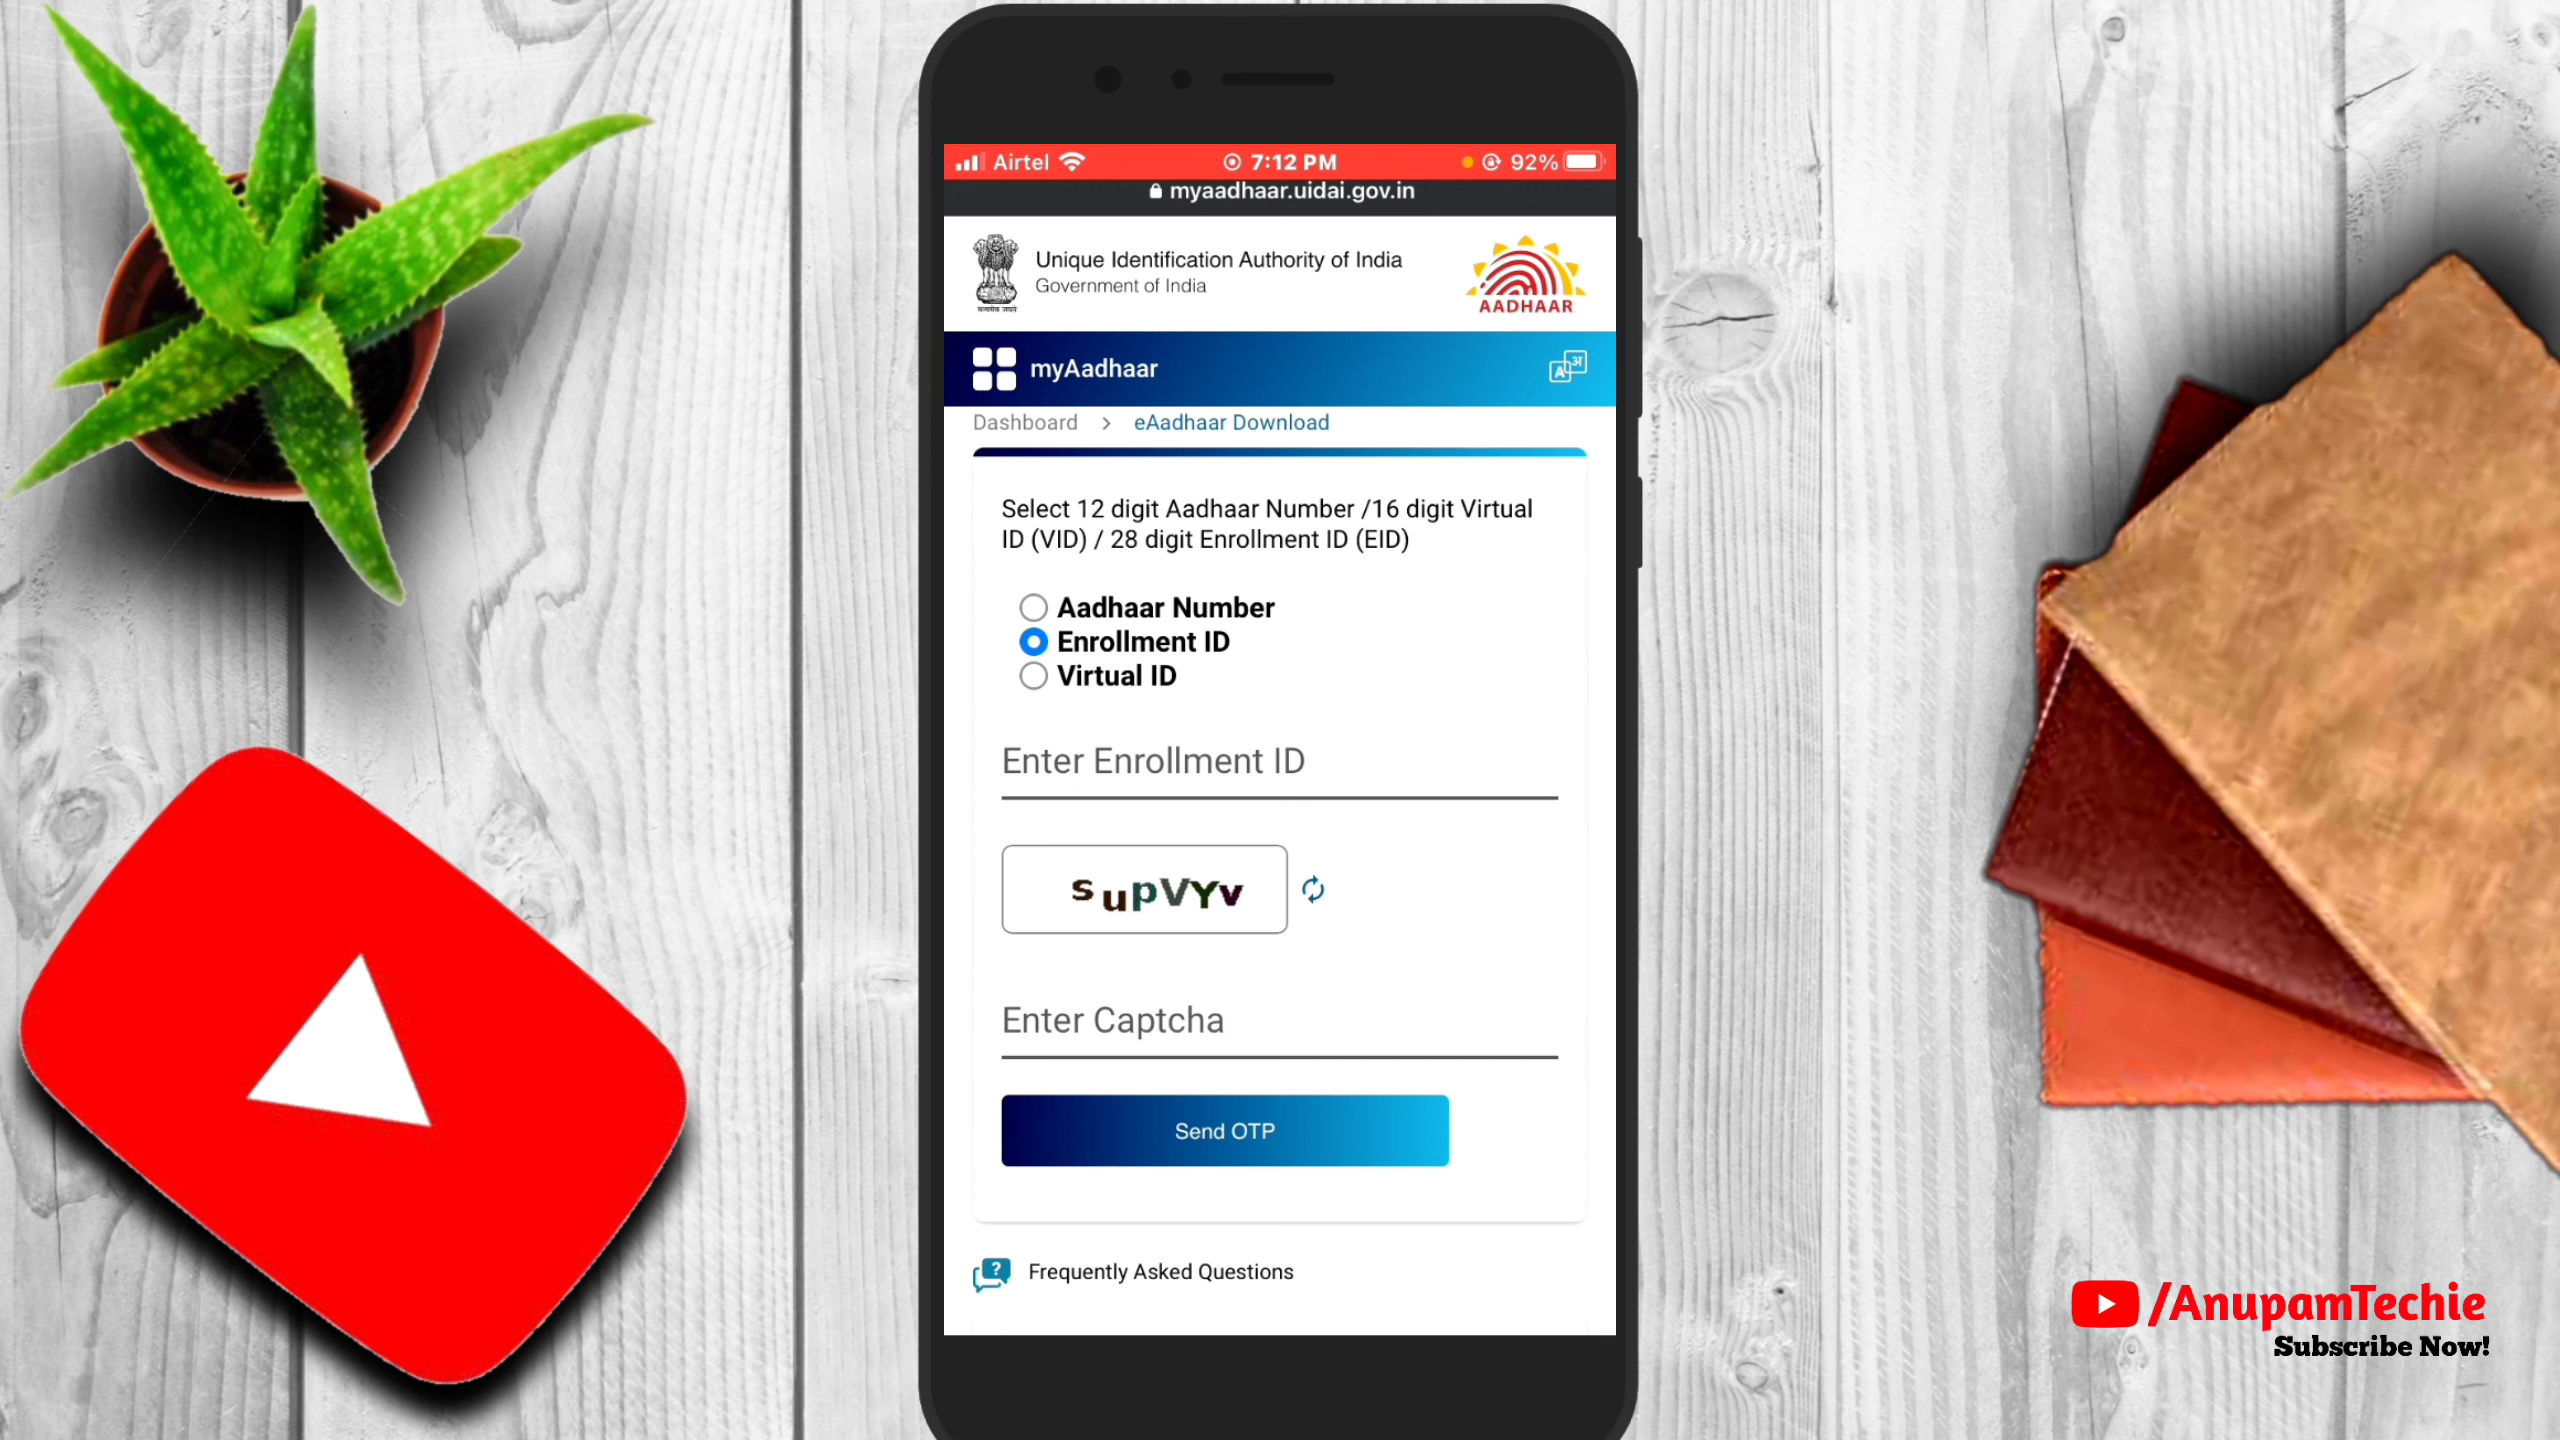 Airtel 7:12 PM 92%
myaadhaar.uidai.gov.in
Unique Identification Authority of India
Government of India
सत्यमेव जयते
AADHAAR
myAadhaar
A अ
Dashboard > eAadhaar Download
Select 12 digit Aadhaar Number /16 digit Virtual
ID (VID) / 28 digit Enrollment ID (EID)
Aadhaar Number
Enrollment ID
Virtual ID
Enter Enrollment ID
supVYv
Enter Captcha
Send OTP
? Frequently Asked Questions
/AnupamTechie
Subscribe Now!